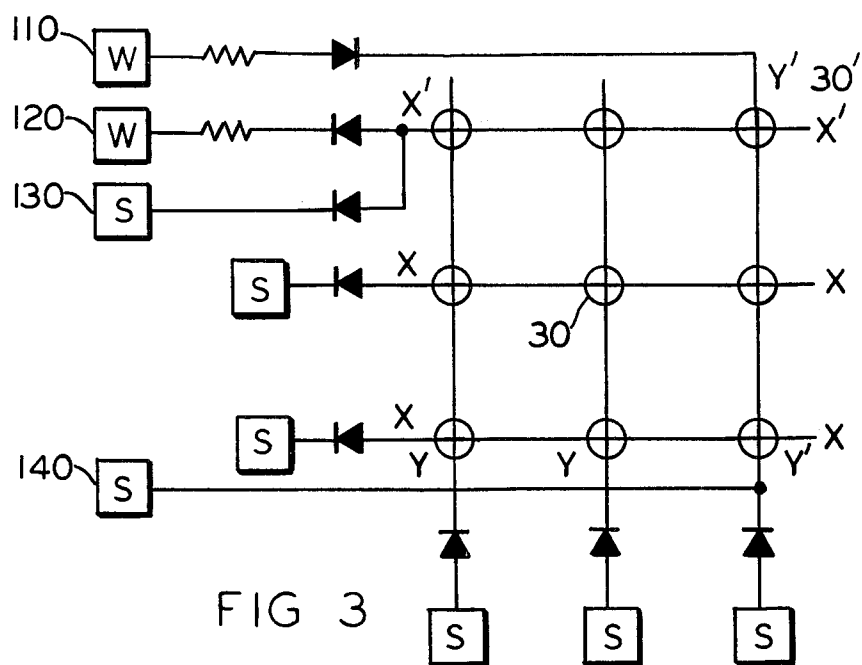 110 W Y' 30'
120 W X' X'
130 S
S X X
30'
S X X
Y Y Y'
140 S
FIG 3
S S S